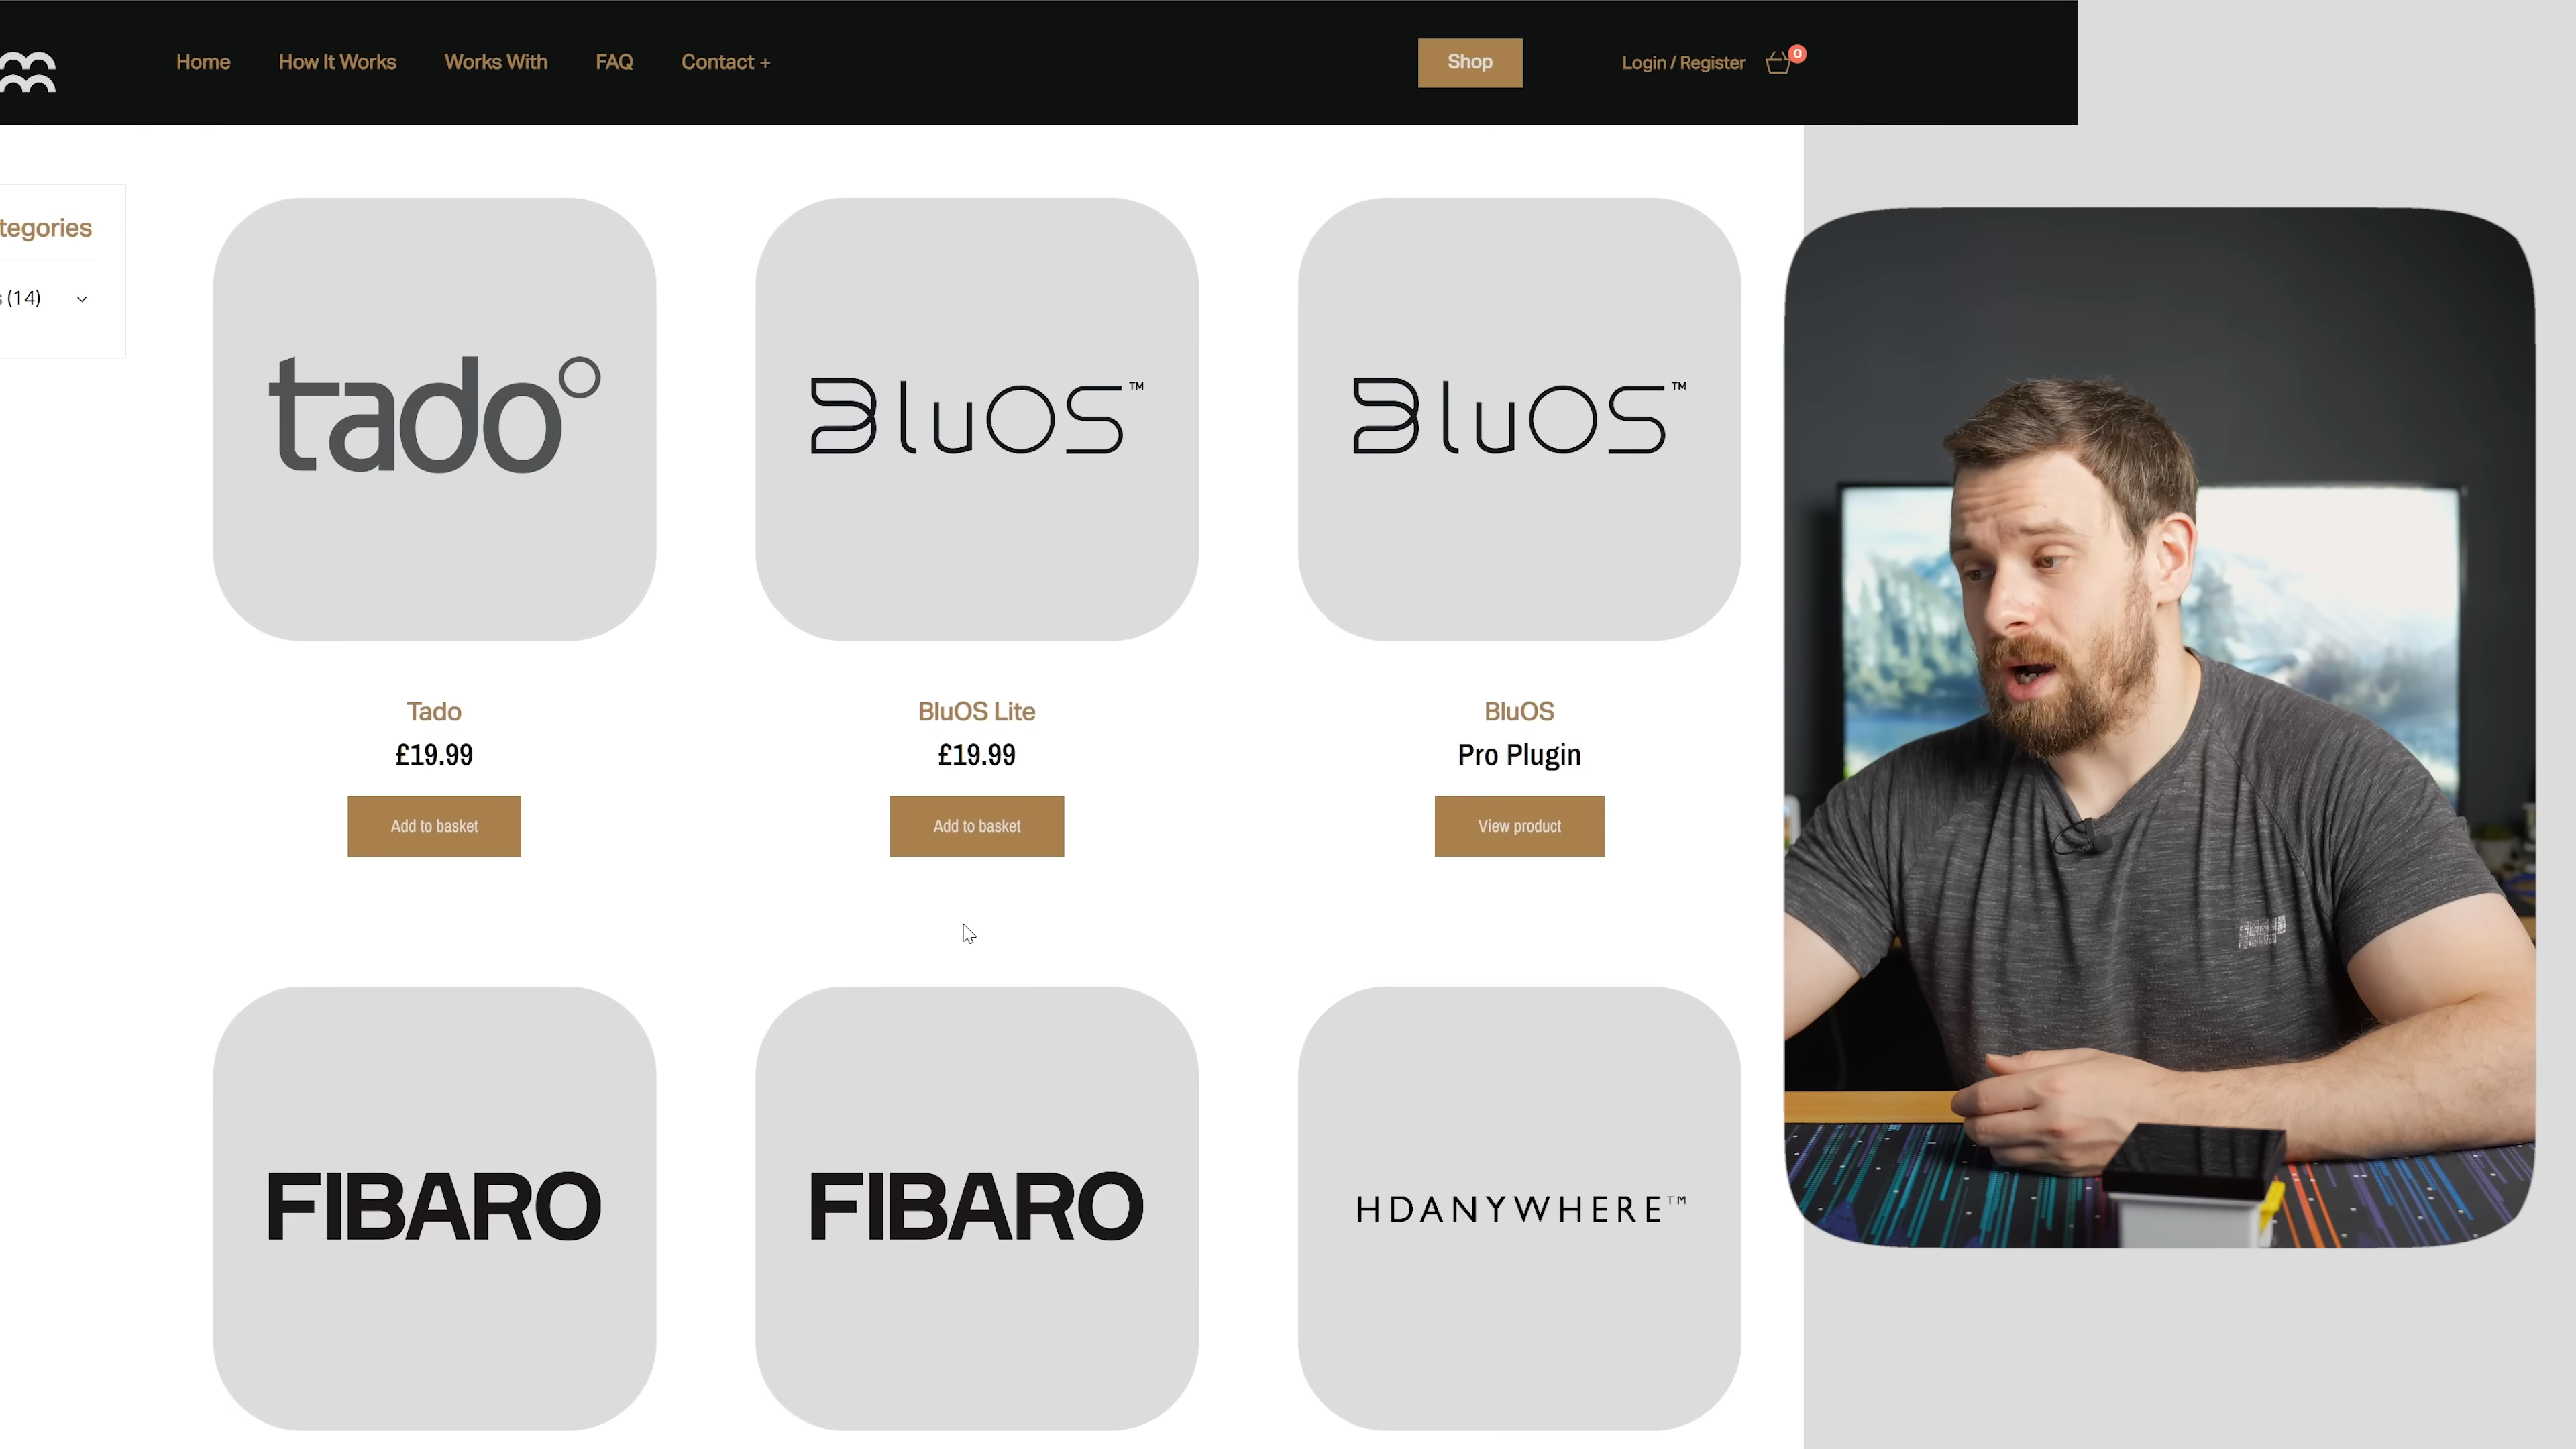 Home How It Works Works With FAQ Contact + Shop Login / Register 0
tegories
(14)
tado°
BluOS™
BluOS™
Tado
£19.99
Add to basket
BluOS Lite
£19.99
Add to basket
BluOS
Pro Plugin
View product
FIBARO
FIBARO
HDANYWHERE™